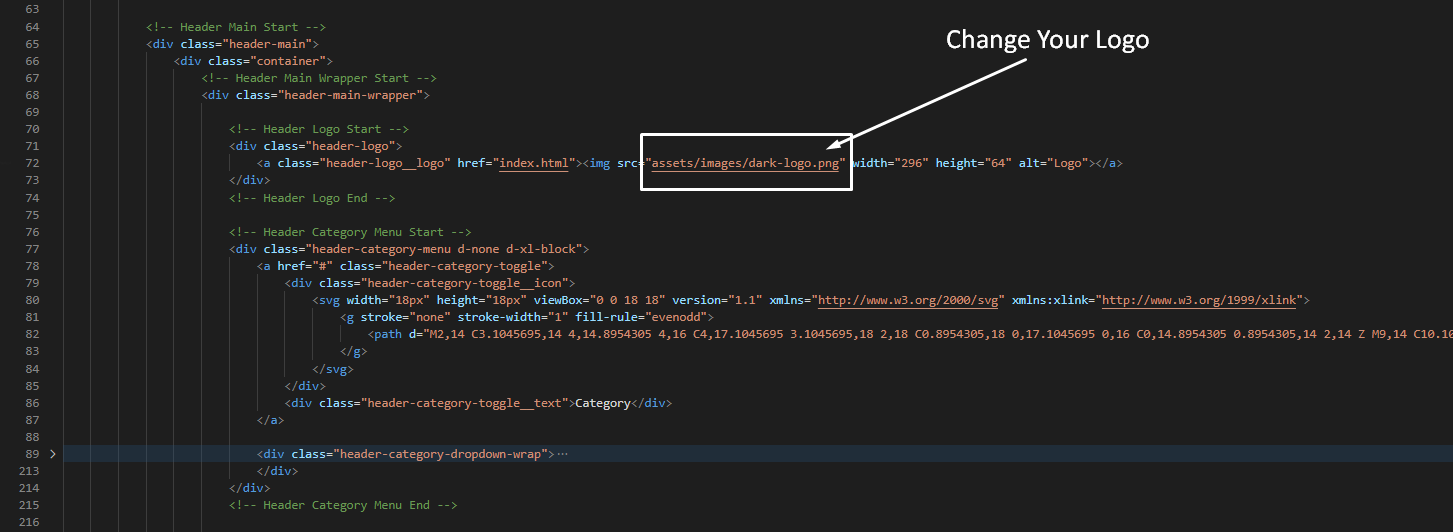 Change Your Logo
63
64 <!-- Header Main Start -->
65 <div class="header-main">
66 <div class="container">
67 <!-- Header Main Wrapper Start -->
68 <div class="header-main-wrapper">
69
70 <!-- Header Logo Start -->
71 <div class="header-logo">
72 <a class="header-logo__logo" href="index.html"><img src="assets/images/dark-logo.png" width="296" height="64" alt="Logo"></a>
73 </div>
74 <!-- Header Logo End -->
75
76 <!-- Header Category Menu Start -->
77 <div class="header-category-menu d-none d-xl-block">
78 <a href="#" class="header-category-toggle">
79 <div class="header-category-toggle__icon">
80 <svg width="18px" height="18px" viewBox="0 0 18 18" version="1.1" xmlns="http://www.w3.org/2000/svg" xmlns:xlink="http://www.w3.org/1999/xlink">
81 <g stroke="none" stroke-width="1" fill-rule="evenodd">
82 <path d="M2,14 C3.1045695,14 4,14.8954305 4,16 C4,17.1045695 3.1045695,18 2,18 C0.8954305,18 0,17.1045695 0,16 C0,14.8954305 0.8954305,14 2,14 Z M9,14 C10.10
83 </g>
84 </svg>
85 </div>
86 <div class="header-category-toggle__text">Category</div>
87 </a>
88
89 <div class="header-category-dropdown-wrap">···
213 </div>
214 </div>
215 <!-- Header Category Menu End -->
216